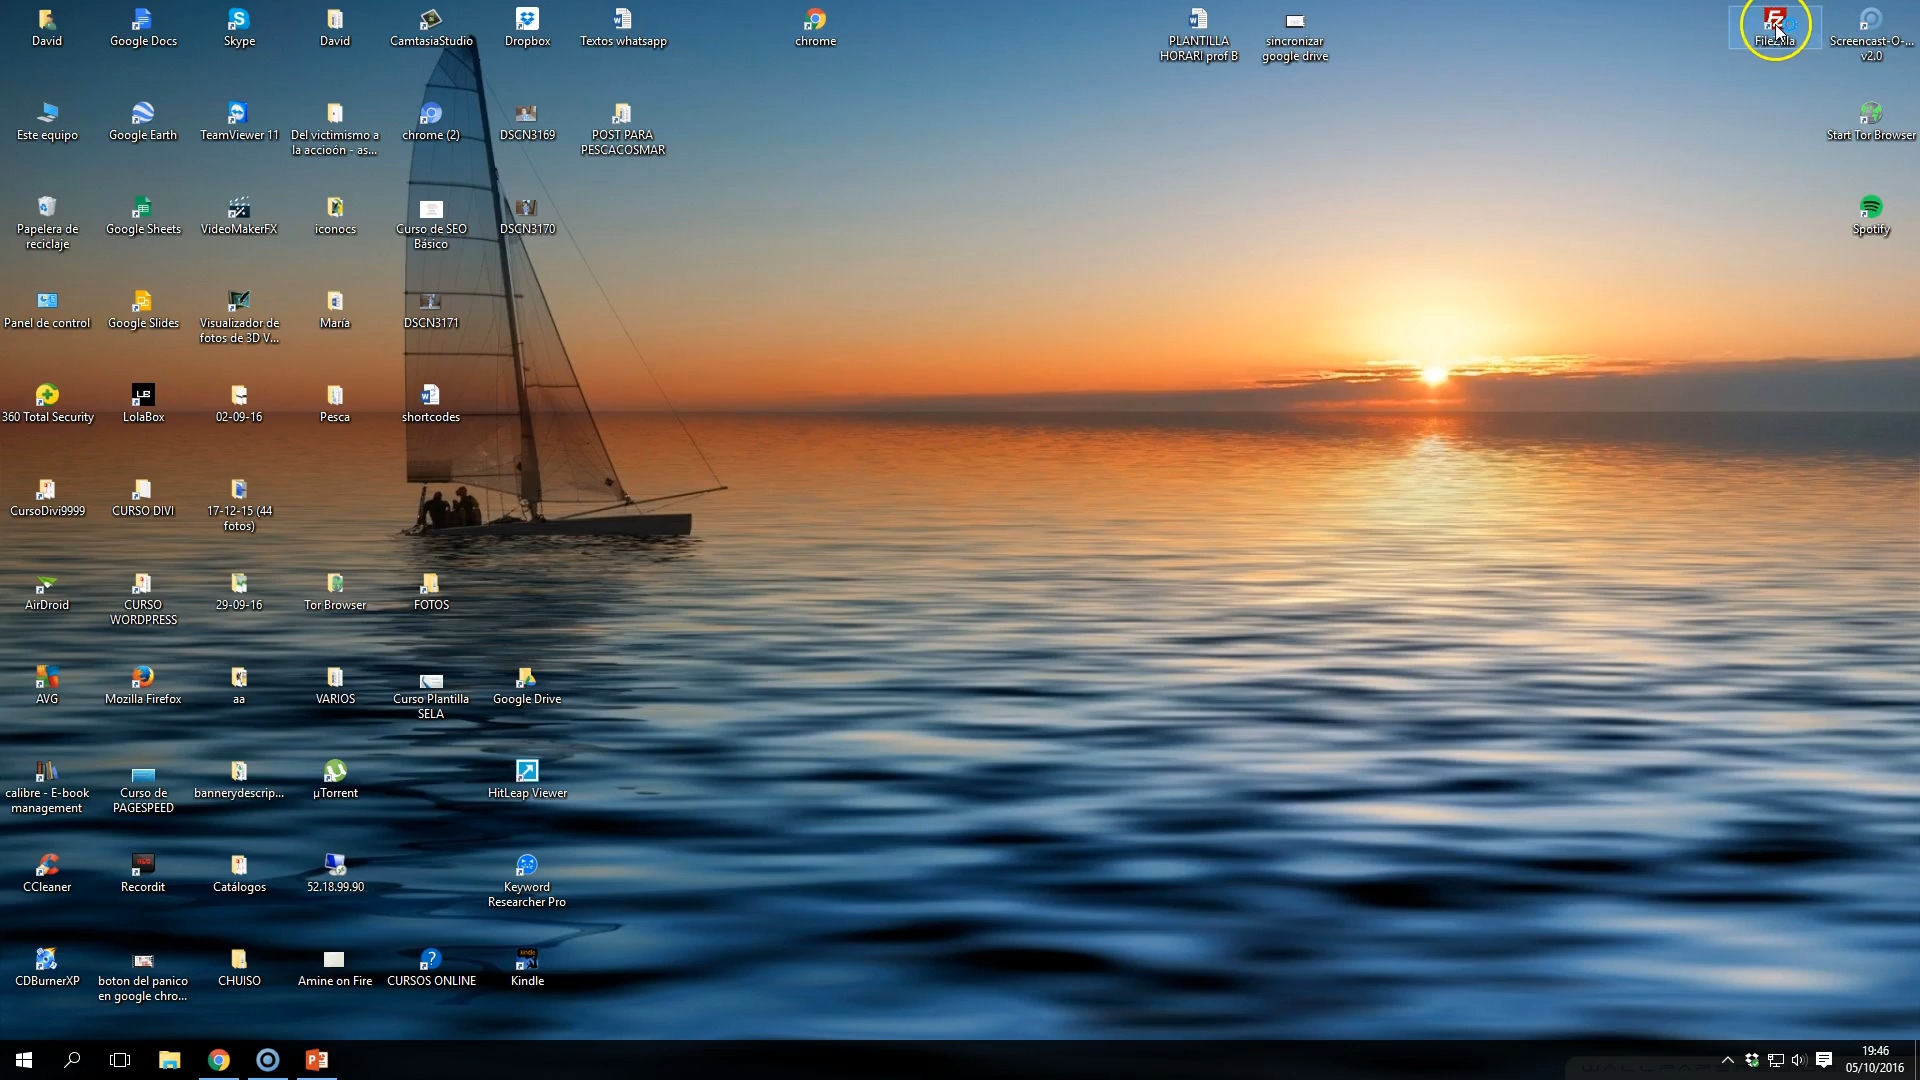 David
Google Docs
Skype
David
CamtasiaStudio
Dropbox
Textos whatsapp
chrome
PLANTILLA
HORARI prof B
sincronizar
google drive
FileZilla
Screencast-O-...
v2.0
Este equipo
Google Earth
TeamViewer 11
Del victimismo a
la accioón - as...
chrome (2)
DSCN3169
POST PARA
PESCACOSMAR
Start Tor Browser
Papelera de
reciclaje
Google Sheets
VideoMakerFX
iconocs
Curso de SEO
Básico
DSCN3170
Spotify
Panel de control
Google Slides
Visualizador de
fotos de 3D V...
María
DSCN3171
360 Total Security
LolaBox
02-09-16
Pesca
shortcodes
CursoDivi9999
CURSO DIVI
17-12-15 (44
fotos)
AirDroid
CURSO
WORDPRESS
29-09-16
Tor Browser
FOTOS
AVG
Mozilla Firefox
aa
VARIOS
Curso Plantilla
SELA
Google Drive
calibre - E-book
management
Curso de
PAGESPEED
bannerydescrip...
µTorrent
HitLeap Viewer
CCleaner
Recordit
Catálogos
52.18.99.90
Keyword
Researcher Pro
CDBurnerXP
boton del panico
en google chro...
CHUISO
Amine on Fire
CURSOS ONLINE
Kindle
19:46
05/10/2016